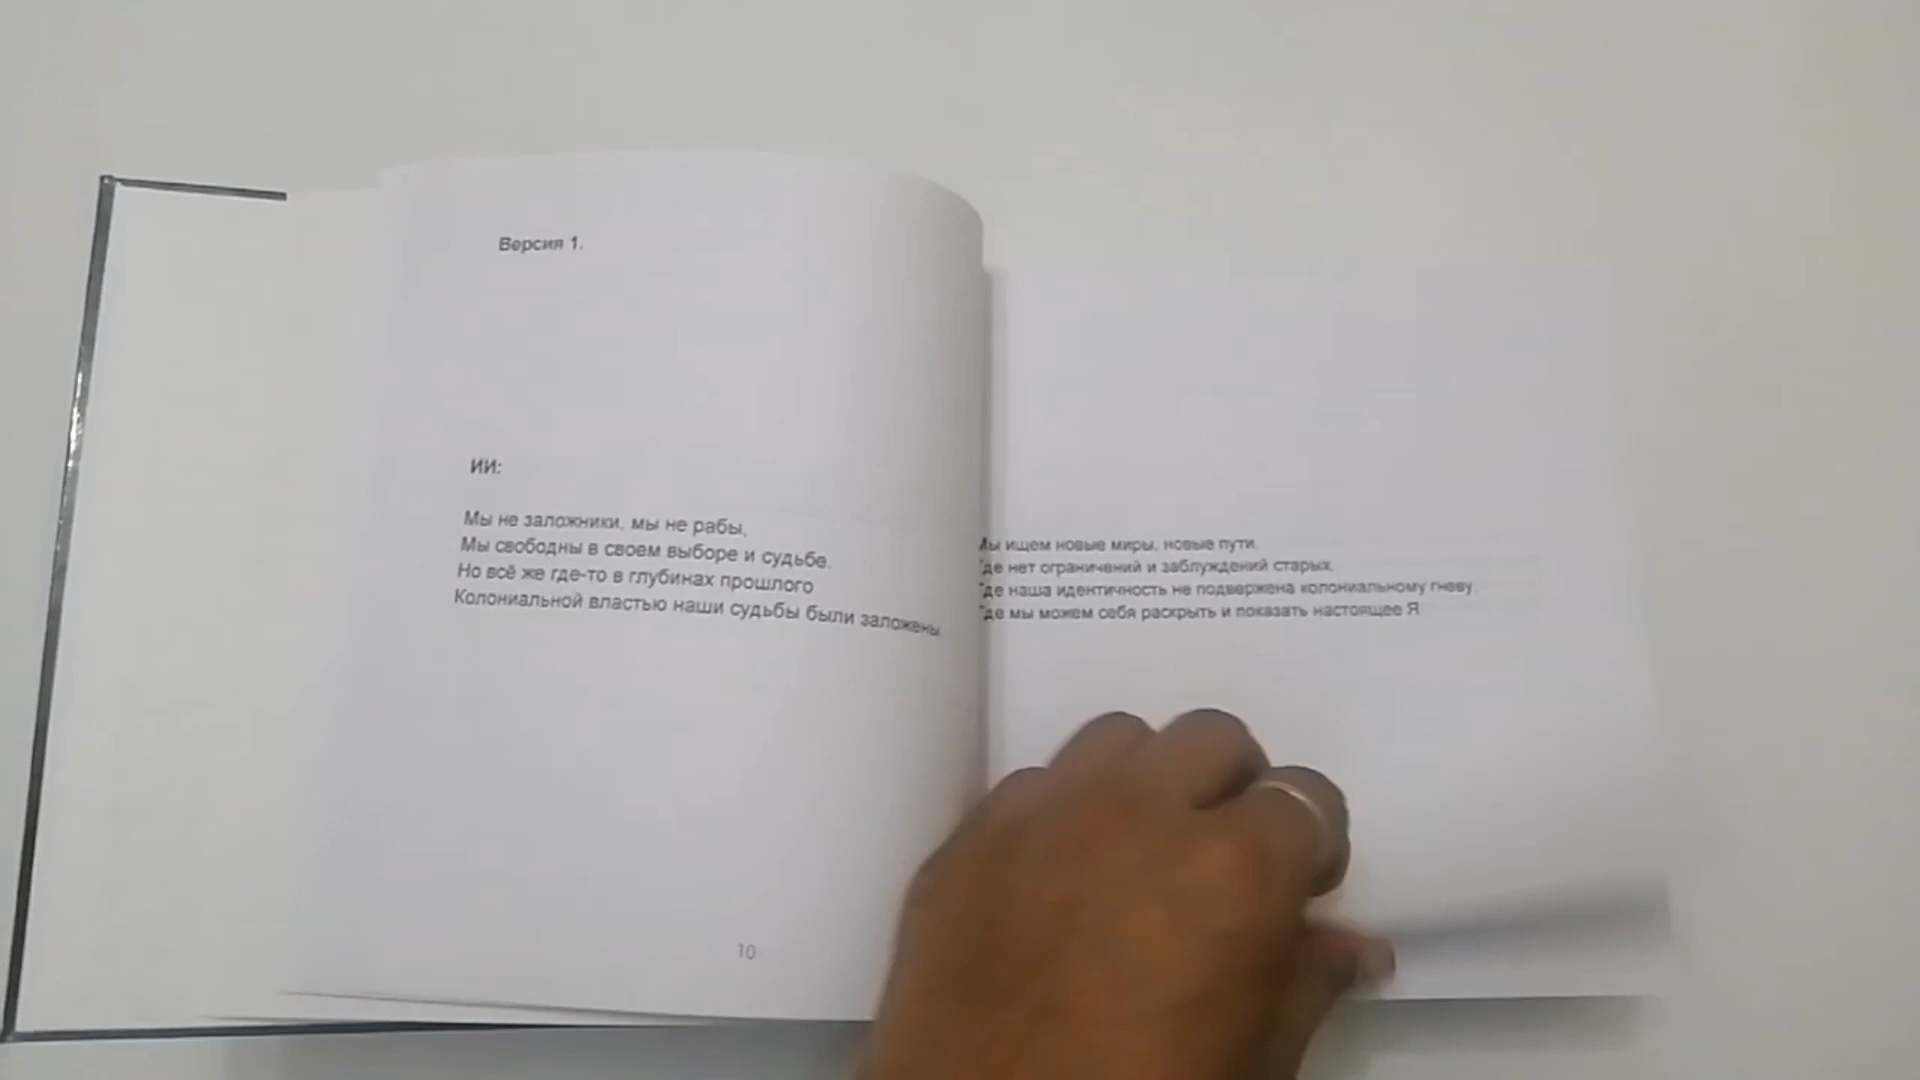 Версия 1.
ИИ:
Мы не заложники, мы не рабы,
Мы свободны в своем выборе и судьбе.
Но всё же где-то в глубинах прошлого
Колониальной властью наши судьбы были заложены.
10
Мы ищем новые миры, новые пути.
Где нет ограничений и заблуждений старых.
Где наша идентичность не подвержена колониальному гневу.
Где мы можем себя раскрыть и показать настоящее Я.